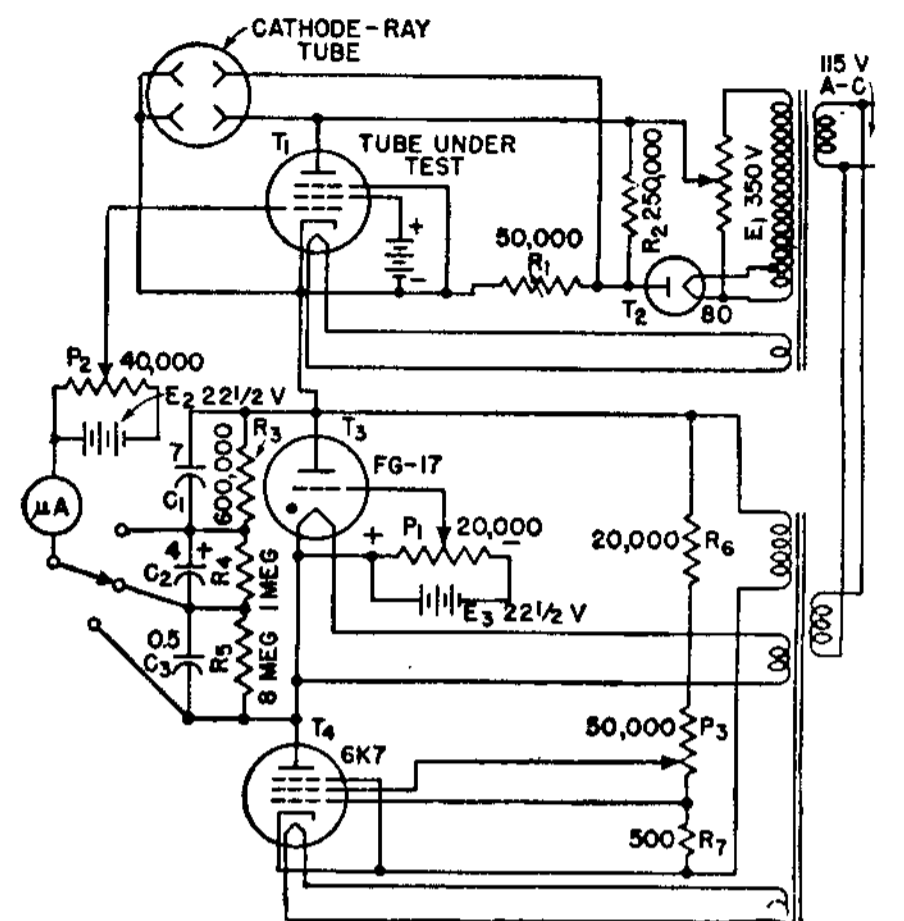 CATHODE-RAY
TUBE
115 V
A-C
T1
TUBE UNDER
TEST
+
-
50,000
R1
R2 250,000
E1 350 V
T2
80
P2 40,000
E2 22 1/2 V
7
C1
600,000
R3
T3
FG-17
μA
+
P1 20,000
-
20,000 R6
4 +
C2
R4
1 MEG
E3 22 1/2 V
0.5
C3
R5
8 MEG
T4
50,000 P3
6K7
500 R7